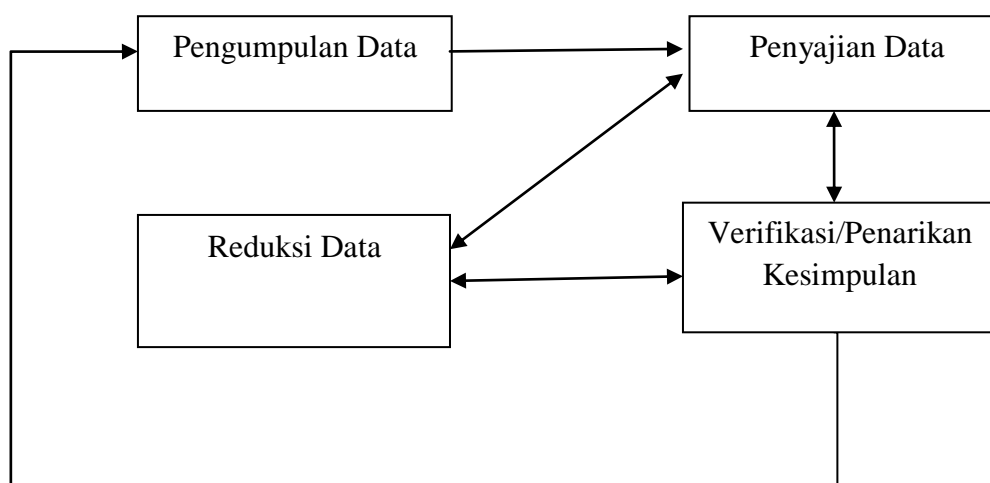 Pengumpulan Data
Penyajian Data
Reduksi Data
Verifikasi/Penarikan
Kesimpulan